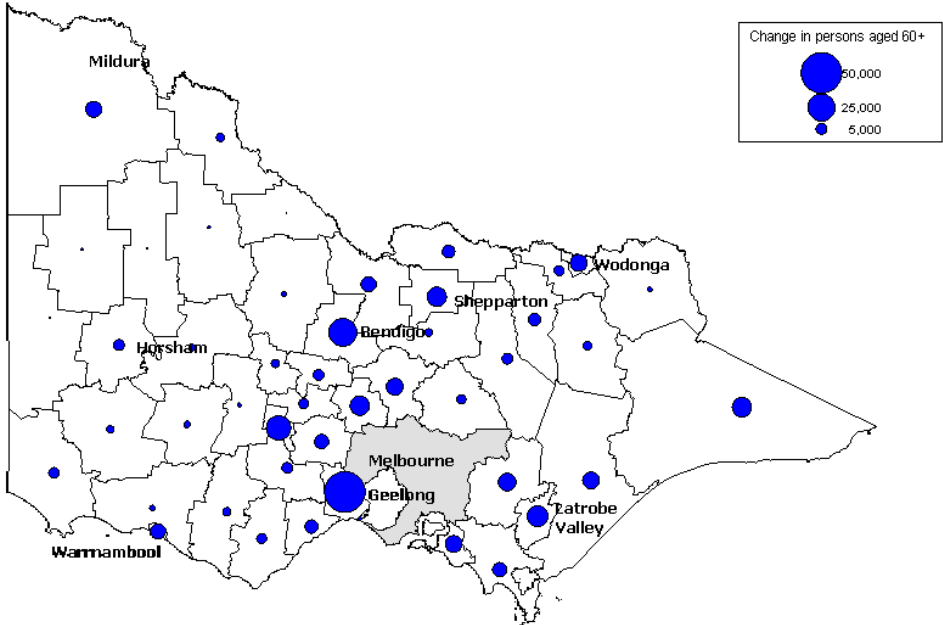 Change in persons aged 60+
50,000
25,000
5,000
Mildura
Wodonga
Shepparton
Bendigo
Horsham
Melbourne
Geelong
Latrobe
Valley
Warrnambool